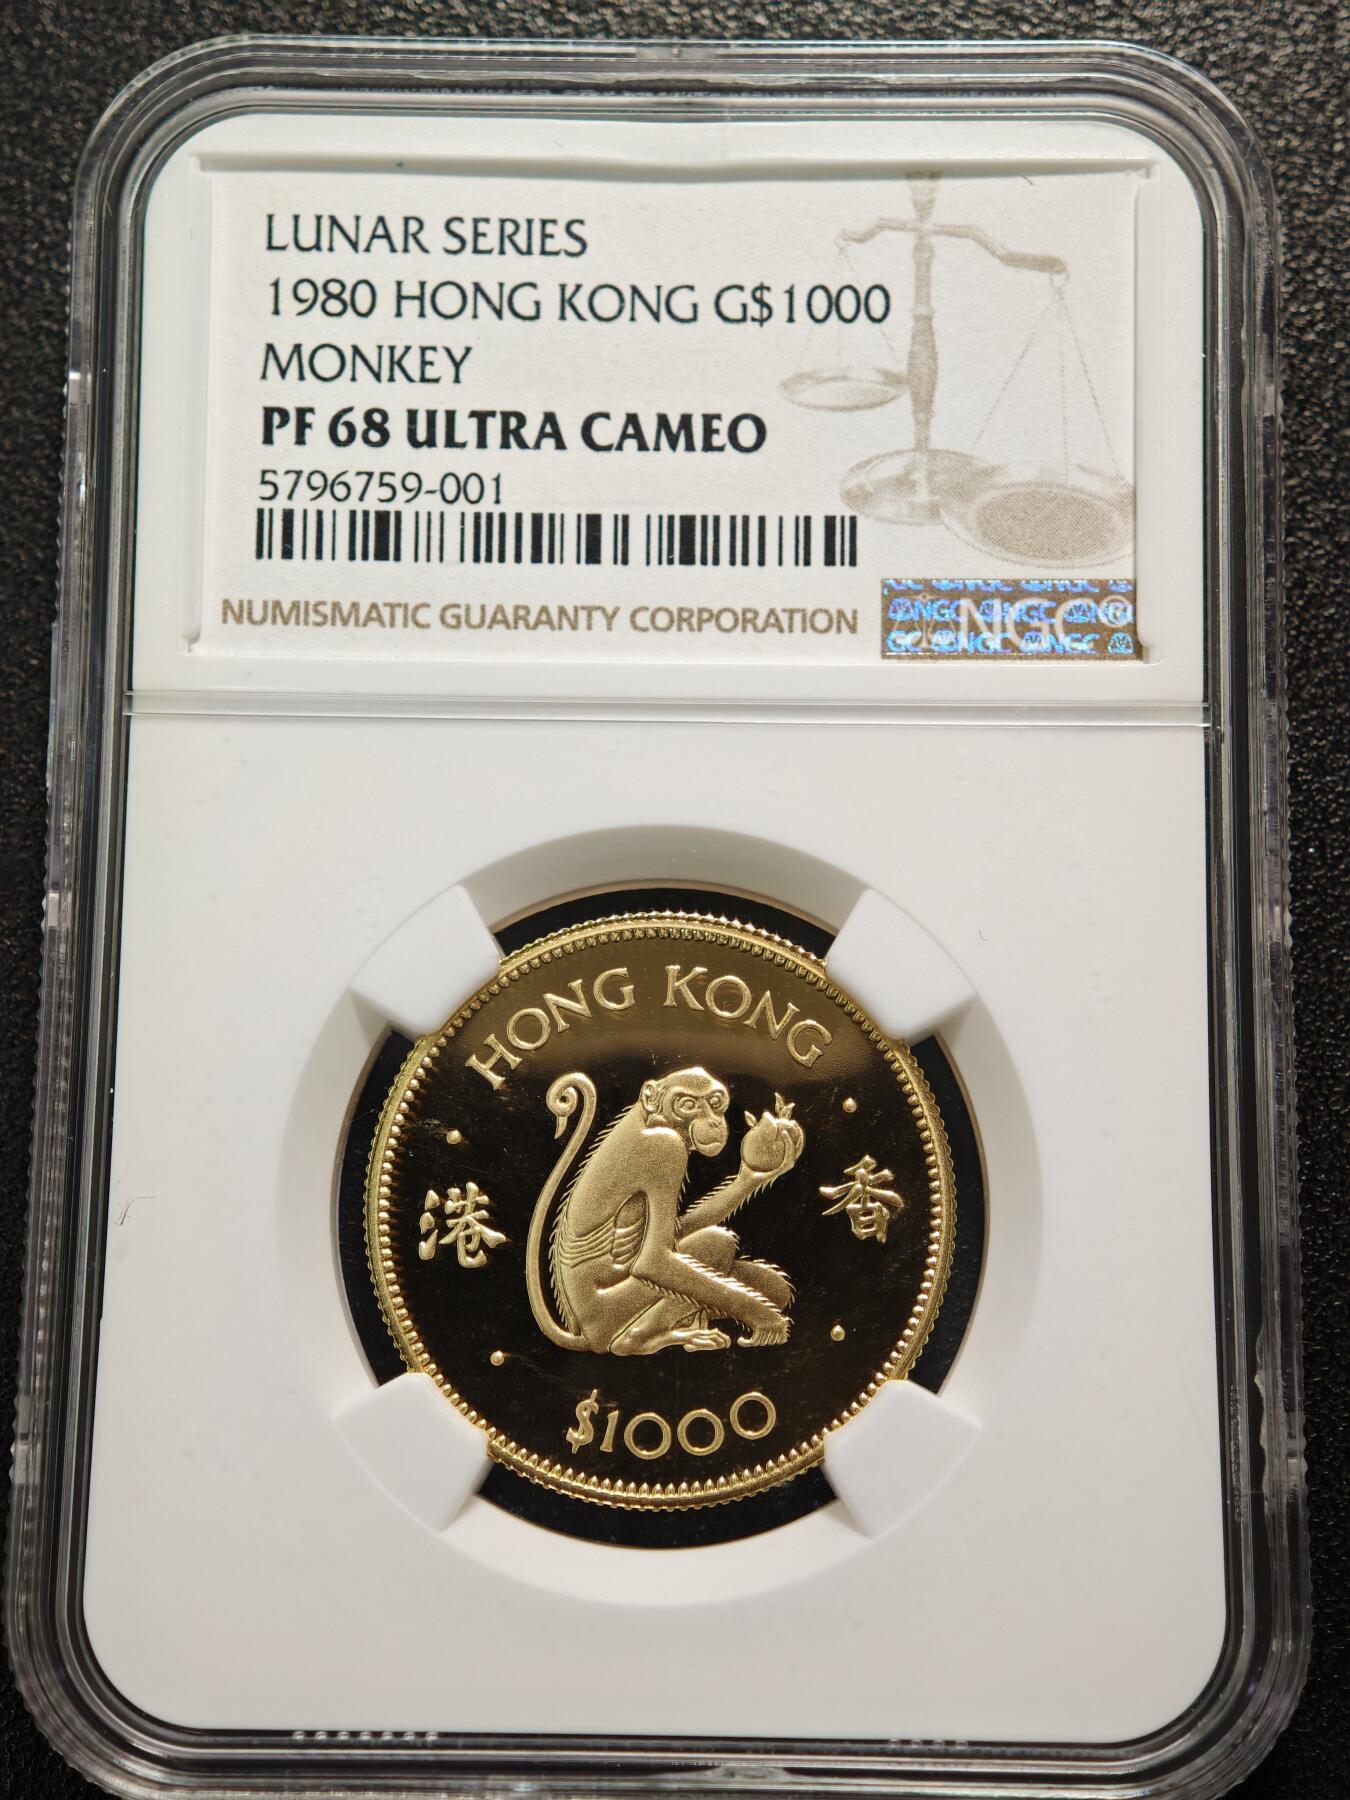 LUNAR SERIES
1980 HONG KONG G$1000
MONKEY
PF 68 ULTRA CAMEO
5796759-001
NUMISMATIC GUARANTY CORPORATION
NGC
HONG KONG
港 香
$1000